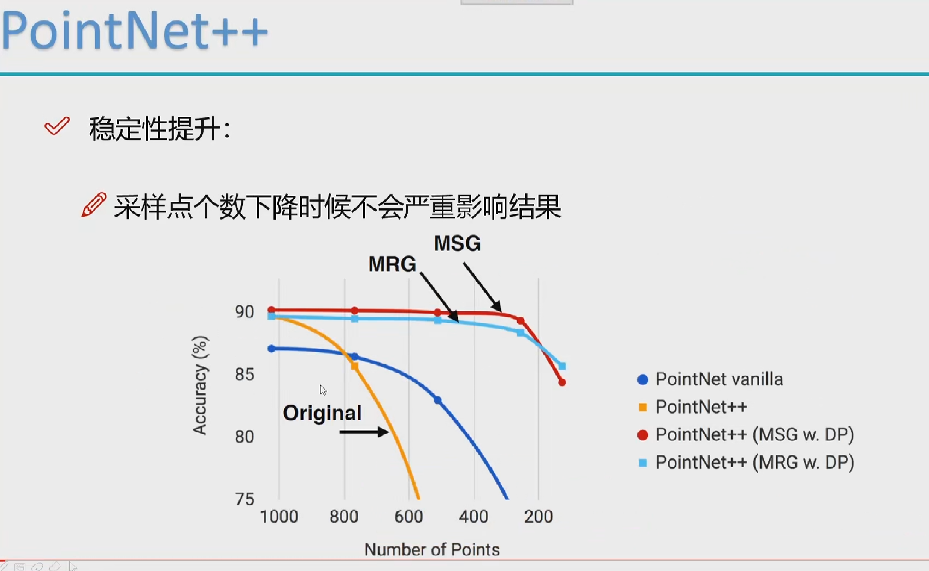 PointNet++
稳定性提升：
采样点个数下降时候不会严重影响结果
MSG
MRG
Original
Accuracy (%)
90
85
80
75
1000 800 600 400 200
Number of Points
PointNet vanilla
PointNet++
PointNet++ (MSG w. DP)
PointNet++ (MRG w. DP)